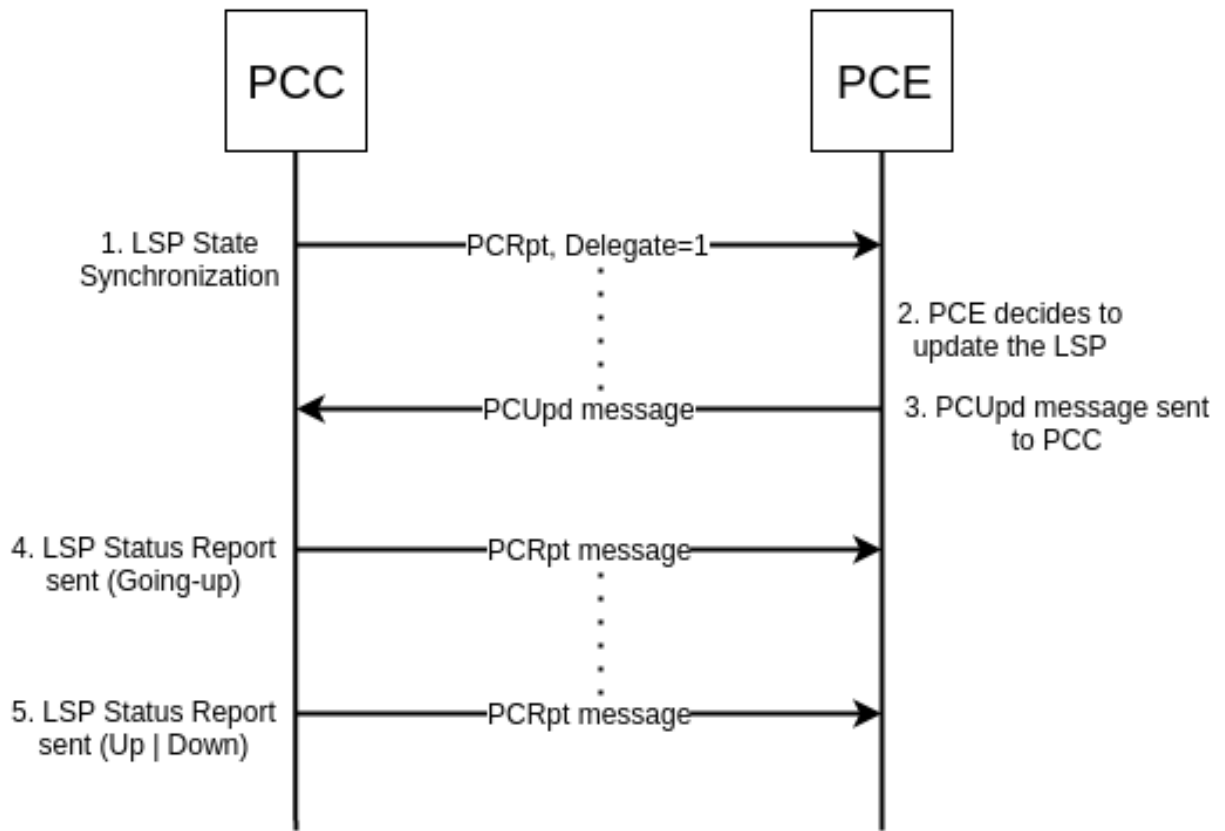 PCC
PCE
1. LSP State
Synchronization
PCRpt, Delegate=1
2. PCE decides to
update the LSP
PCUpd message
3. PCUpd message sent
to PCC
4. LSP Status Report
sent (Going-up)
PCRpt message
5. LSP Status Report
sent (Up | Down)
PCRpt message